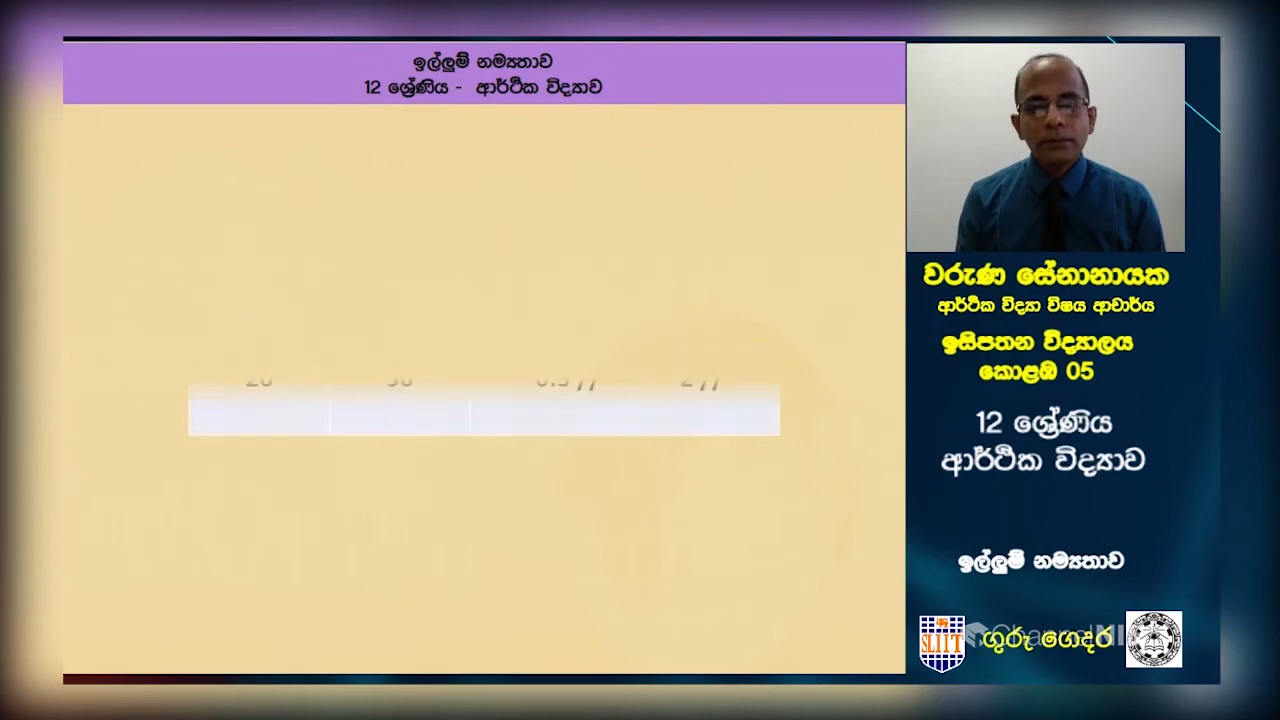 ඉල්ලුම් නම්‍යතාව
12 ශ්‍රේණිය - ආර්ථික විද්‍යාව
වරුණ සේනානායක
ආර්ථික විද්‍යා විෂය ආචාර්ය
ඉසිපතන විද්‍යාලය
කොළඹ 05
12 ශ්‍රේණිය
ආර්ථික විද්‍යාව
ඉල්ලුම් නම්‍යතාව
SLIIT
ගුරු ගෙදර